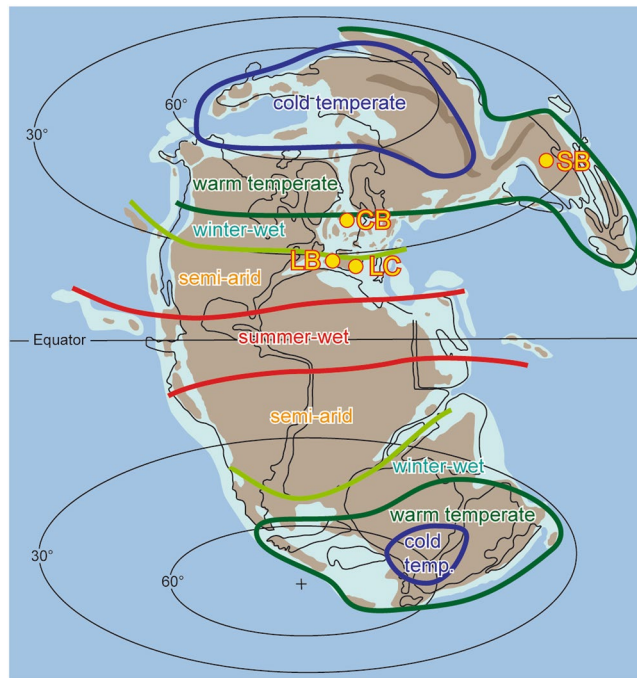 cold temperate
60°
30°
SB
warm temperate
CB
winter-wet
LB
LC
semi-arid
summer-wet
Equator
semi-arid
winter-wet
warm temperate
cold
temp.
30°
60°